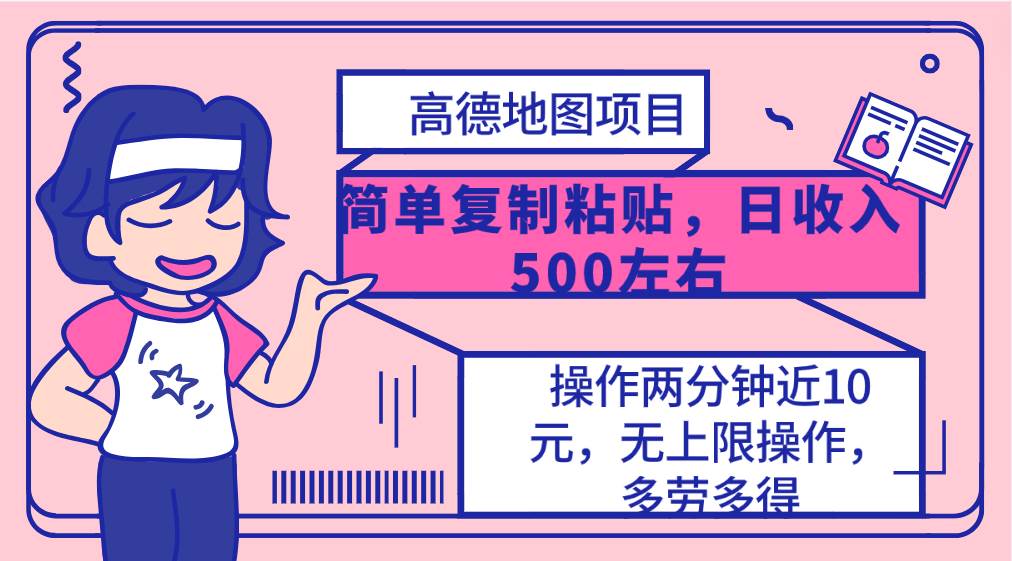 高德地图项目
简单复制粘贴，日收入
500左右
操作两分钟近10
元，无上限操作，
多劳多得